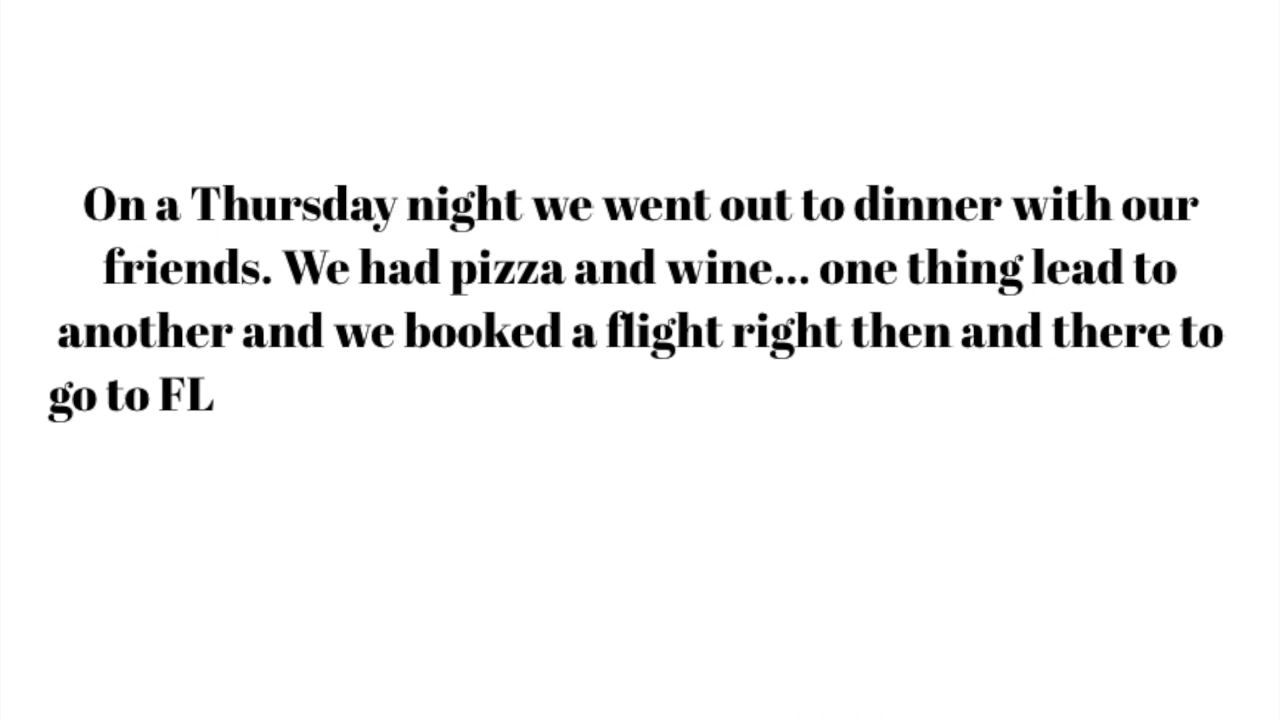 On a Thursday night we went out to dinner with our
friends. We had pizza and wine... one thing lead to
another and we booked a flight right then and there to
go to FL